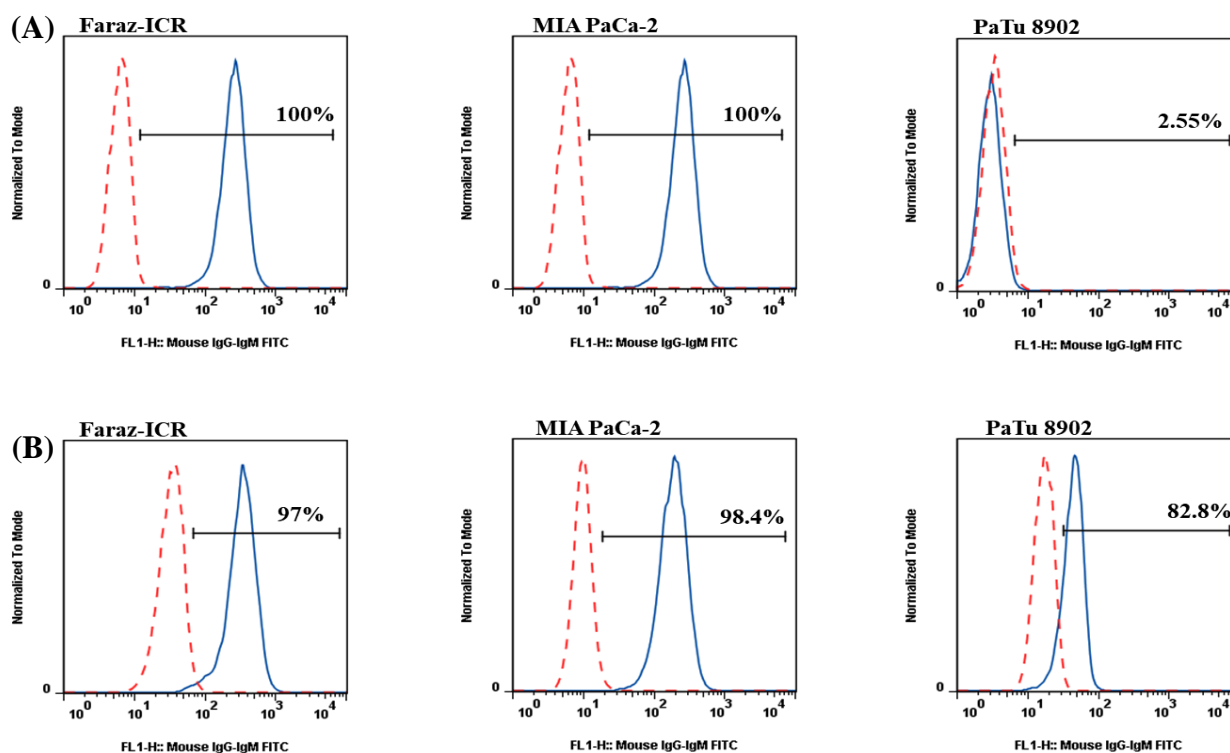 (A)
Faraz-ICR
Normalized To Mode
100%
0
10^0 10^1 10^2 10^3 10^4
FL1-H:: Mouse IgG-IgM FITC
MIA PaCa-2
Normalized To Mode
100%
0
10^0 10^1 10^2 10^3 10^4
FL1-H:: Mouse IgG-IgM FITC
PaTu 8902
Normalized To Mode
2.55%
0
10^0 10^1 10^2 10^3 10^4
FL1-H:: Mouse IgG-IgM FITC
(B)
Faraz-ICR
Normalized To Mode
97%
0
10^0 10^1 10^2 10^3 10^4
FL1-H:: Mouse IgG-IgM FITC
MIA PaCa-2
Normalized To Mode
98.4%
0
10^0 10^1 10^2 10^3 10^4
FL1-H:: Mouse IgG-IgM FITC
PaTu 8902
Normalized To Mode
82.8%
0
10^0 10^1 10^2 10^3 10^4
FL1-H:: Mouse IgG-IgM FITC